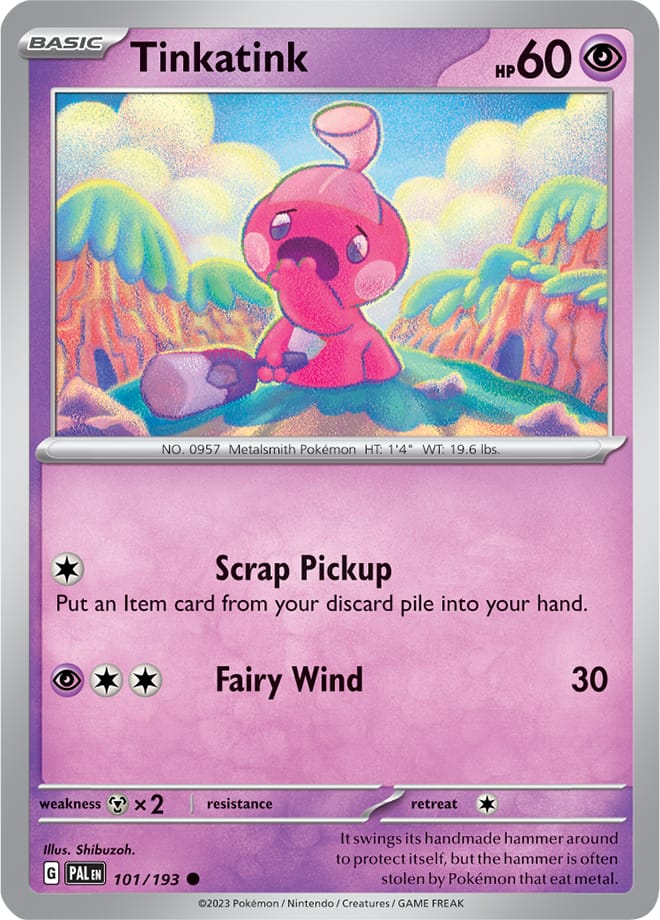 BASIC Tinkatink HP 60
NO. 0957 Metalsmith Pokémon HT: 1'4" WT: 19.6 lbs.
Scrap Pickup
Put an Item card from your discard pile into your hand.
Fairy Wind 30
weakness ×2 resistance retreat
Illus. Shibuzoh.
It swings its handmade hammer around
to protect itself, but the hammer is often
stolen by Pokémon that eat metal.
G PAL EN 101/193
©2023 Pokémon / Nintendo / Creatures / GAME FREAK